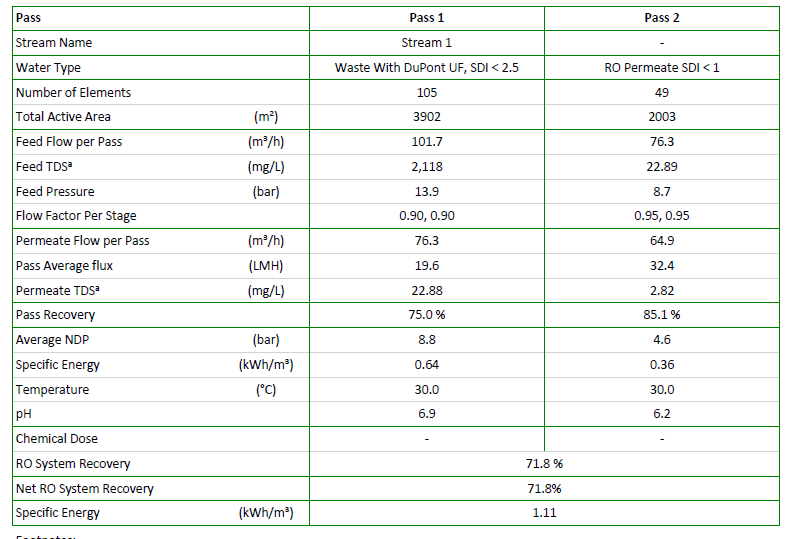 Pass Pass 1 Pass 2
Stream Name Stream 1 -
Water Type Waste With DuPont UF, SDI < 2.5 RO Permeate SDI < 1
Number of Elements 105 49
Total Active Area (m²) 3902 2003
Feed Flow per Pass (m³/h) 101.7 76.3
Feed TDSª (mg/L) 2,118 22.89
Feed Pressure (bar) 13.9 8.7
Flow Factor Per Stage 0.90, 0.90 0.95, 0.95
Permeate Flow per Pass (m³/h) 76.3 64.9
Pass Average flux (LMH) 19.6 32.4
Permeate TDSª (mg/L) 22.88 2.82
Pass Recovery 75.0 % 85.1 %
Average NDP (bar) 8.8 4.6
Specific Energy (kWh/m³) 0.64 0.36
Temperature (°C) 30.0 30.0
pH 6.9 6.2
Chemical Dose - -
RO System Recovery 71.8 %
Net RO System Recovery 71.8%
Specific Energy (kWh/m³) 1.11